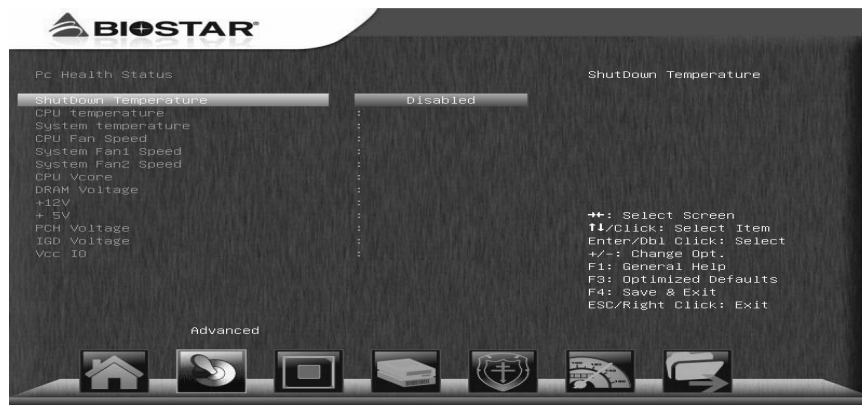 BIOSTAR
Pc Health Status
ShutDown Temperature
ShutDown Temperature Disabled
CPU temperature :
System temperature :
CPU Fan Speed :
System Fan1 Speed :
System Fan2 Speed :
CPU Vcore :
DRAM Voltage :
+12V :
+ 5V :
PCH Voltage :
IGD Voltage :
Vcc IO :
→←: Select Screen
↑↓/Click: Select Item
Enter/Dbl Click: Select
+/-: Change Opt.
F1: General Help
F3: Optimized Defaults
F4: Save & Exit
ESC/Right Click: Exit
Advanced